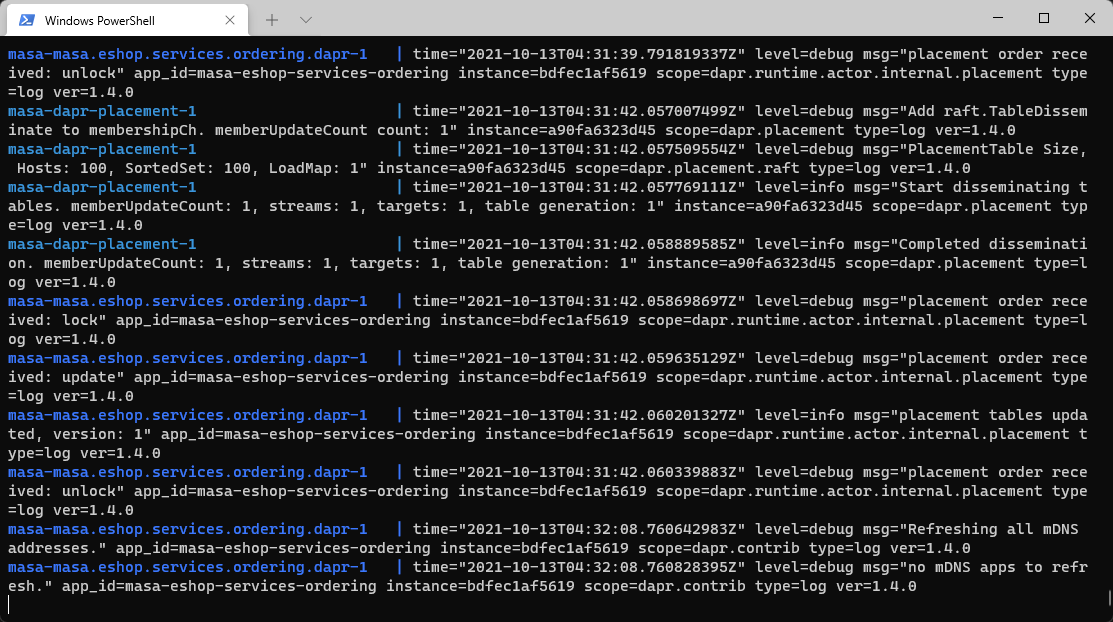 Windows PowerShell
masa-masa.eshop.services.ordering.dapr-1   | time="2021-10-13T04:31:39.791819337Z" level=debug msg="placement order rece
ived: unlock" app_id=masa-eshop-services-ordering instance=bdfec1af5619 scope=dapr.runtime.actor.internal.placement type
=log ver=1.4.0
masa-dapr-placement-1                      | time="2021-10-13T04:31:42.057007499Z" level=debug msg="Add raft.TableDissem
inate to membershipCh. memberUpdateCount count: 1" instance=a90fa6323d45 scope=dapr.placement type=log ver=1.4.0
masa-dapr-placement-1                      | time="2021-10-13T04:31:42.057509554Z" level=debug msg="PlacementTable Size,
 Hosts: 100, SortedSet: 100, LoadMap: 1" instance=a90fa6323d45 scope=dapr.placement.raft type=log ver=1.4.0
masa-dapr-placement-1                      | time="2021-10-13T04:31:42.057769111Z" level=info msg="Start disseminating t
ables. memberUpdateCount: 1, streams: 1, targets: 1, table generation: 1" instance=a90fa6323d45 scope=dapr.placement typ
e=log ver=1.4.0
masa-dapr-placement-1                      | time="2021-10-13T04:31:42.058889585Z" level=info msg="Completed disseminati
on. memberUpdateCount: 1, streams: 1, targets: 1, table generation: 1" instance=a90fa6323d45 scope=dapr.placement type=l
og ver=1.4.0
masa-masa.eshop.services.ordering.dapr-1   | time="2021-10-13T04:31:42.058698697Z" level=debug msg="placement order rece
ived: lock" app_id=masa-eshop-services-ordering instance=bdfec1af5619 scope=dapr.runtime.actor.internal.placement type=l
og ver=1.4.0
masa-masa.eshop.services.ordering.dapr-1   | time="2021-10-13T04:31:42.059635129Z" level=debug msg="placement order rece
ived: update" app_id=masa-eshop-services-ordering instance=bdfec1af5619 scope=dapr.runtime.actor.internal.placement type
=log ver=1.4.0
masa-masa.eshop.services.ordering.dapr-1   | time="2021-10-13T04:31:42.060201327Z" level=info msg="placement tables upda
ted, version: 1" app_id=masa-eshop-services-ordering instance=bdfec1af5619 scope=dapr.runtime.actor.internal.placement t
ype=log ver=1.4.0
masa-masa.eshop.services.ordering.dapr-1   | time="2021-10-13T04:31:42.060339883Z" level=debug msg="placement order rece
ived: unlock" app_id=masa-eshop-services-ordering instance=bdfec1af5619 scope=dapr.runtime.actor.internal.placement type
=log ver=1.4.0
masa-masa.eshop.services.ordering.dapr-1   | time="2021-10-13T04:32:08.760642983Z" level=debug msg="Refreshing all mDNS
addresses." app_id=masa-eshop-services-ordering instance=bdfec1af5619 scope=dapr.contrib type=log ver=1.4.0
masa-masa.eshop.services.ordering.dapr-1   | time="2021-10-13T04:32:08.760828395Z" level=debug msg="no mDNS apps to refr
esh." app_id=masa-eshop-services-ordering instance=bdfec1af5619 scope=dapr.contrib type=log ver=1.4.0